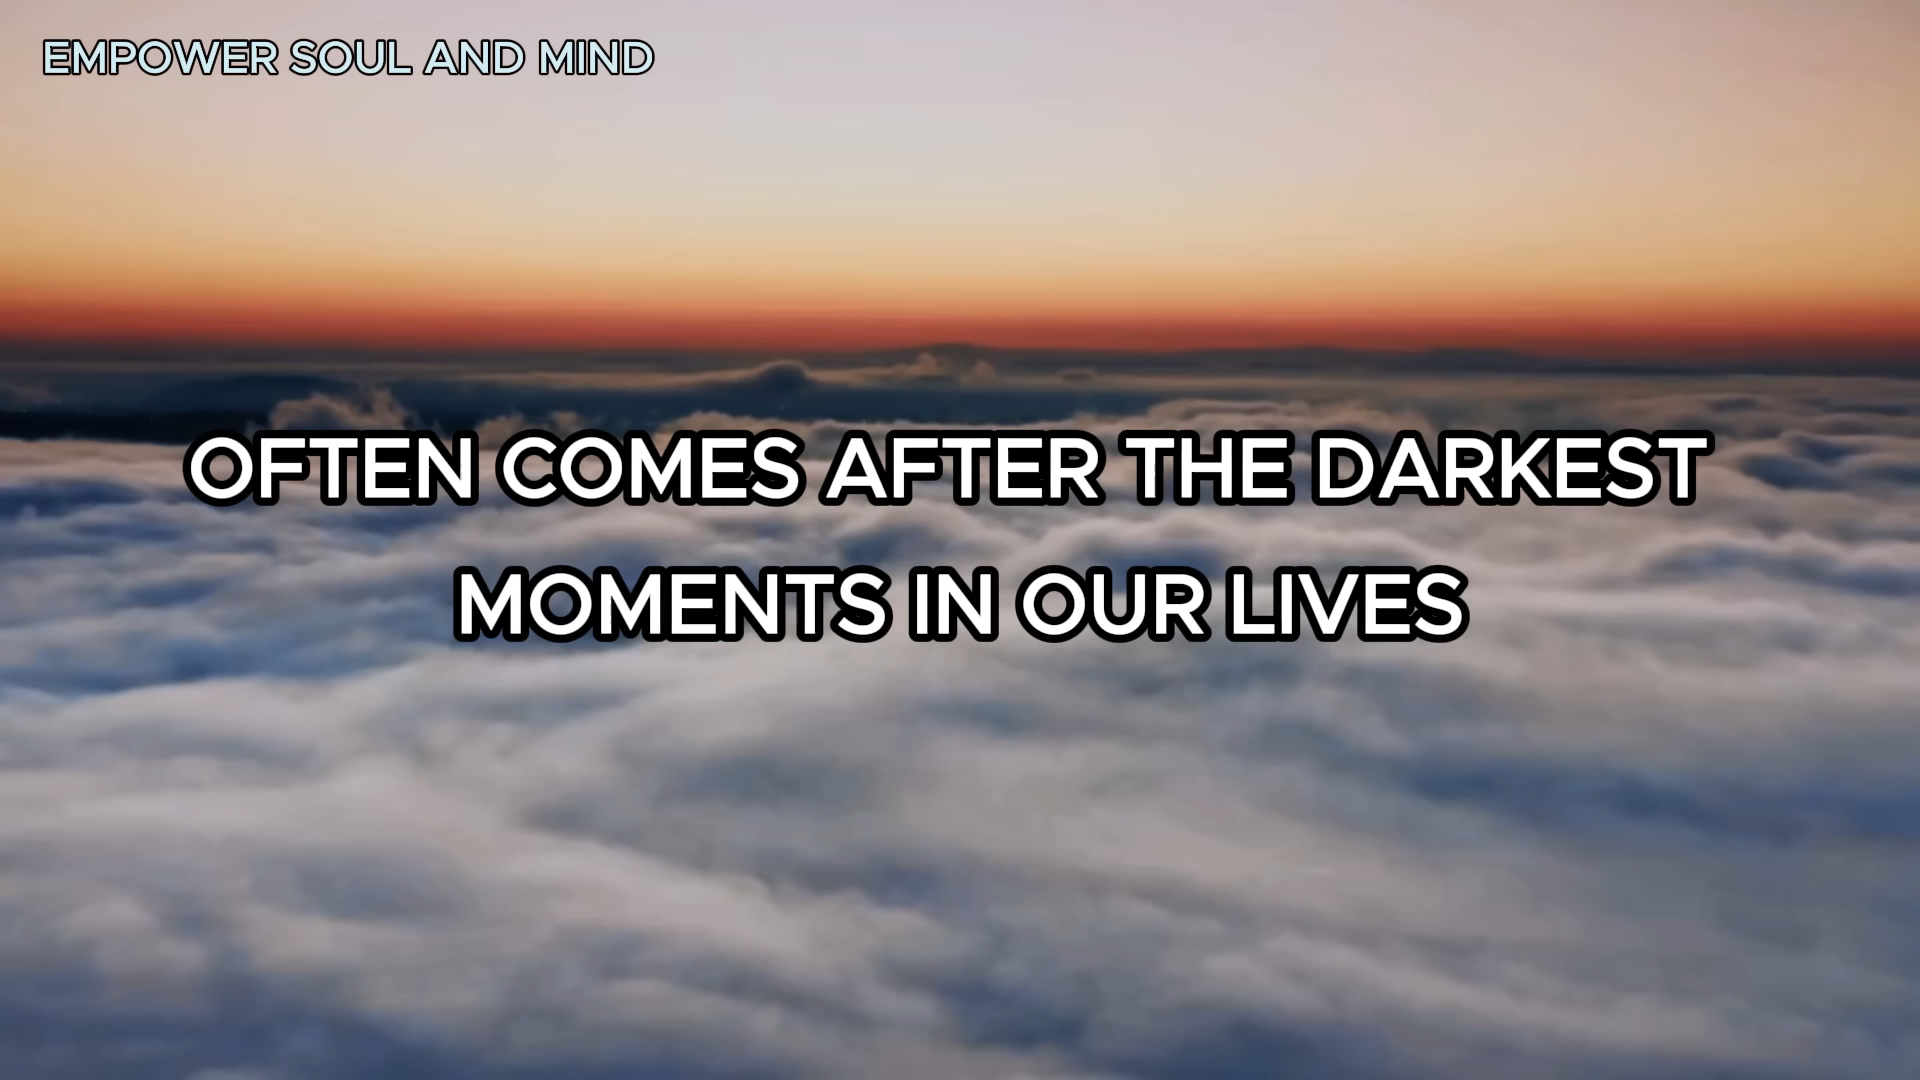 EMPOWER SOUL AND MIND
OFTEN COMES AFTER THE DARKEST
MOMENTS IN OUR LIVES